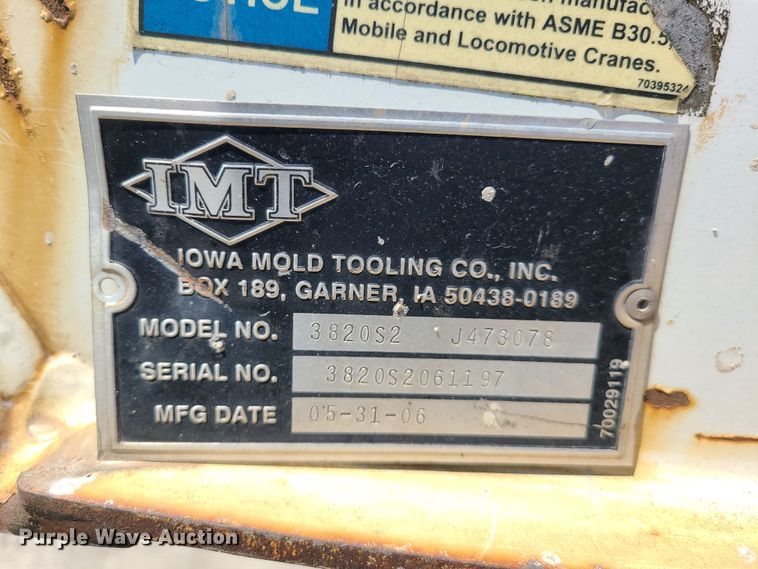 in accordance with ASME B30.5,
Mobile and Locomotive Cranes.
70395324
IMT
IOWA MOLD TOOLING CO., INC.
BOX 189, GARNER, IA 50438-0189
MODEL NO. 3820S2 J473078
SERIAL NO. 3820S2061197
MFG DATE 05-31-06
70029119
Purple Wave Auction